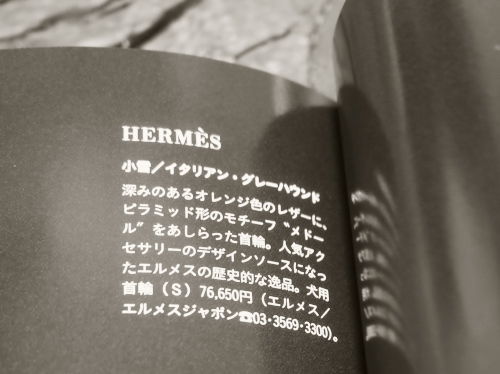 HERMÈS
小雪／イタリアン・グレーハウンド
深みのあるオレンジ色のレザーに、
ピラミッド形のモチーフ〝メドー
ル〟をあしらった首輪。人気アク
セサリーのデザインソースになっ
たエルメスの歴史的な逸品。犬用
首輪（S）76,650円（エルメス／
エルメスジャポン☎03・3569・3300）。